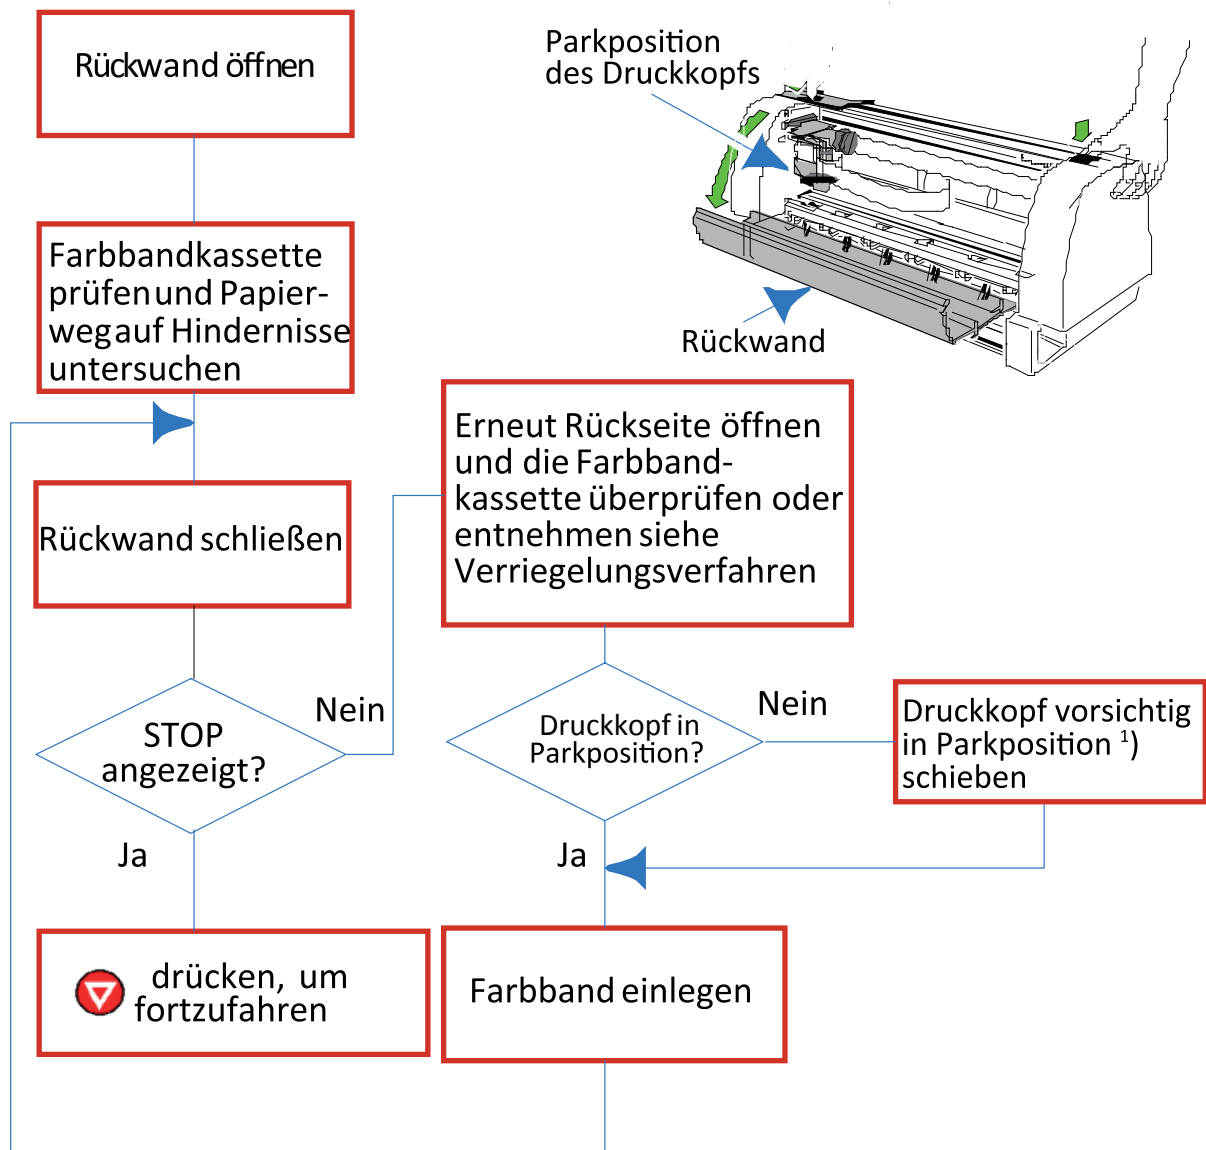 Rückwand öffnen
Parkposition
des Druckkopfs
Farbbandkassette
prüfen und Papier-
weg auf Hindernisse
untersuchen
Rückwand
Erneut Rückseite öffnen
und die Farbband-
kassette überprüfen oder
entnehmen siehe
Verriegelungsverfahren
Rückwand schließen
STOP
angezeigt?
Nein
Ja
Druckkopf in
Parkposition?
Nein
Ja
Druckkopf vorsichtig
in Parkposition ¹)
schieben
drücken, um
fortzufahren
Farbband einlegen